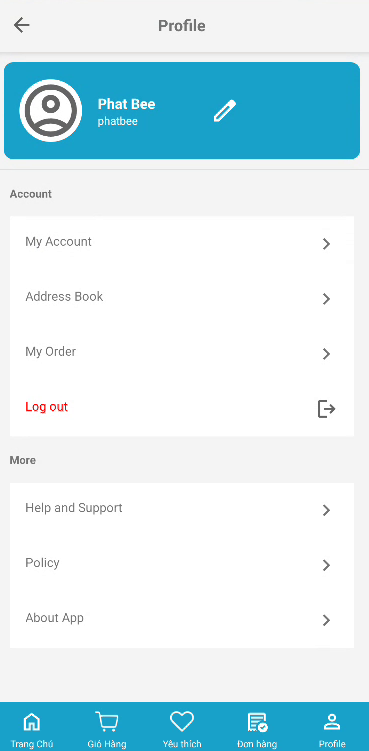 Profile
Phat Bee
phatbee
Account
My Account
Address Book
My Order
Log out
More
Help and Support
Policy
About App
Trang Chủ
Giỏ Hàng
Yêu thích
Đơn hàng
Profile